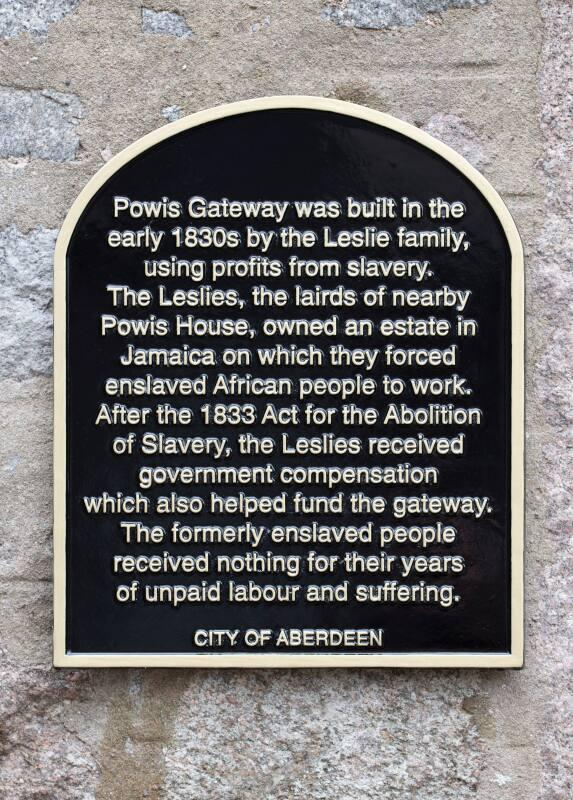 Powis Gateway was built in the
early 1830s by the Leslie family,
using profits from slavery.
The Leslies, the lairds of nearby
Powis House, owned an estate in
Jamaica on which they forced
enslaved African people to work.
After the 1833 Act for the Abolition
of Slavery, the Leslies received
government compensation
which also helped fund the gateway.
The formerly enslaved people
received nothing for their years
of unpaid labour and suffering.
CITY OF ABERDEEN